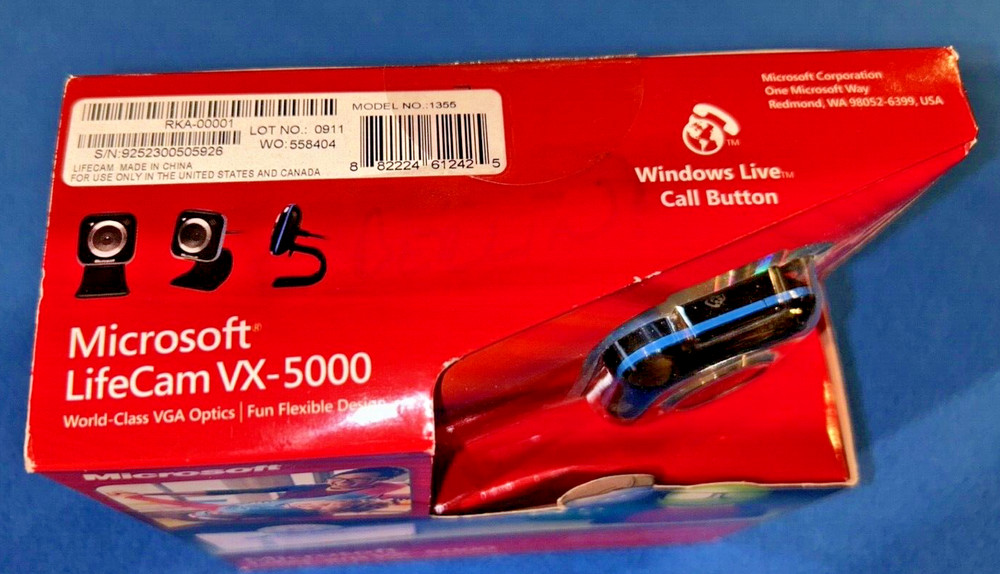 RKA-00001
S/N:9252300505926
LOT NO.: 0911
WO: 558404
MODEL NO.:1355
8 82224 61242 5
LIFECAM MADE IN CHINA
FOR USE ONLY IN THE UNITED STATES AND CANADA
Microsoft Corporation
One Microsoft Way
Redmond, WA 98052-6399, USA
Windows Live™
Call Button
Microsoft®
LifeCam VX-5000
World-Class VGA Optics | Fun Flexible Design
Microsoft